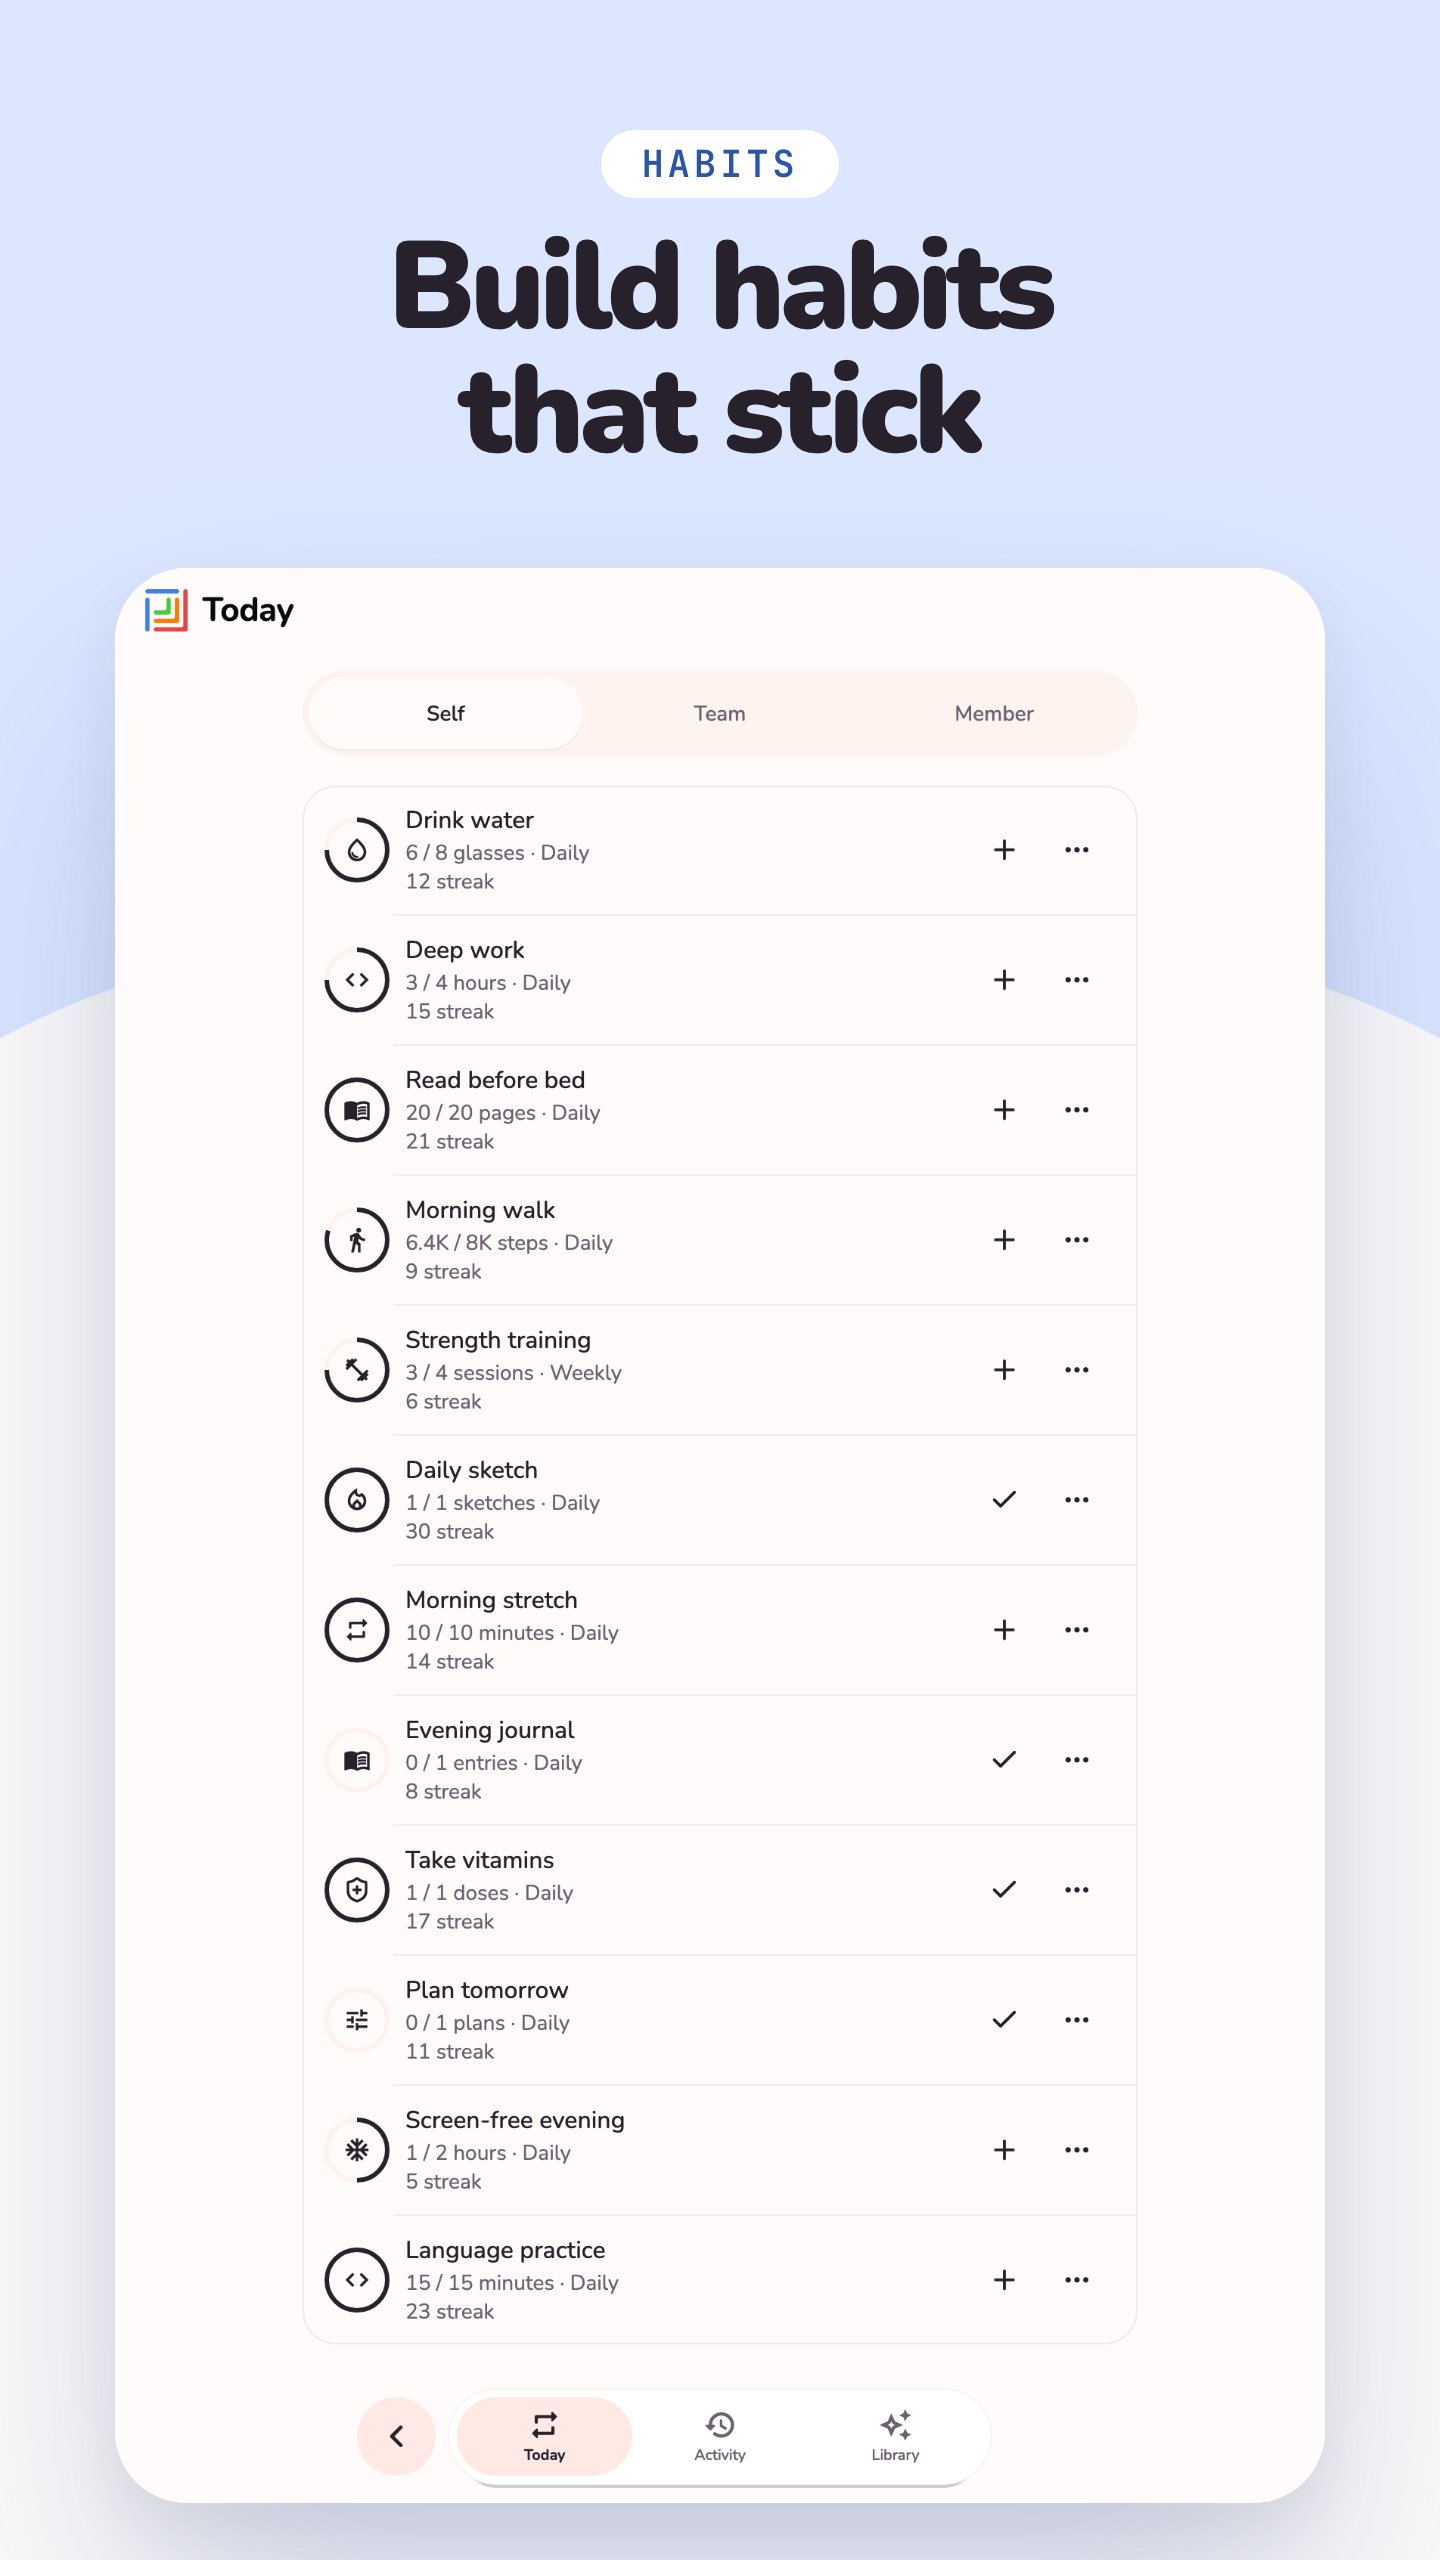 HABITS
Build habits
that stick
Today
Self
Team
Member
Drink water
6 / 8 glasses · Daily
12 streak
Deep work
3 / 4 hours · Daily
15 streak
Read before bed
20 / 20 pages · Daily
21 streak
Morning walk
6.4K / 8K steps · Daily
9 streak
Strength training
3 / 4 sessions · Weekly
6 streak
Daily sketch
1 / 1 sketches · Daily
30 streak
Morning stretch
10 / 10 minutes · Daily
14 streak
Evening journal
0 / 1 entries · Daily
8 streak
Take vitamins
1 / 1 doses · Daily
17 streak
Plan tomorrow
0 / 1 plans · Daily
11 streak
Screen-free evening
1 / 2 hours · Daily
5 streak
Language practice
15 / 15 minutes · Daily
23 streak
Today
Activity
Library